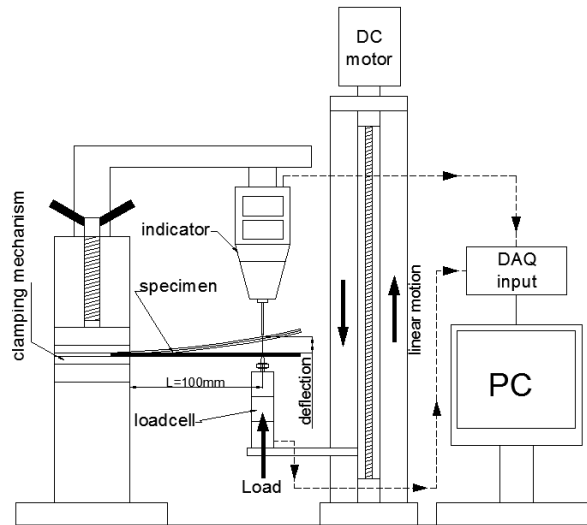 DC
motor
indicator
clamping mechanism
specimen
DAQ
input
linear motion
L=100mm
deflection
PC
loadcell
Load